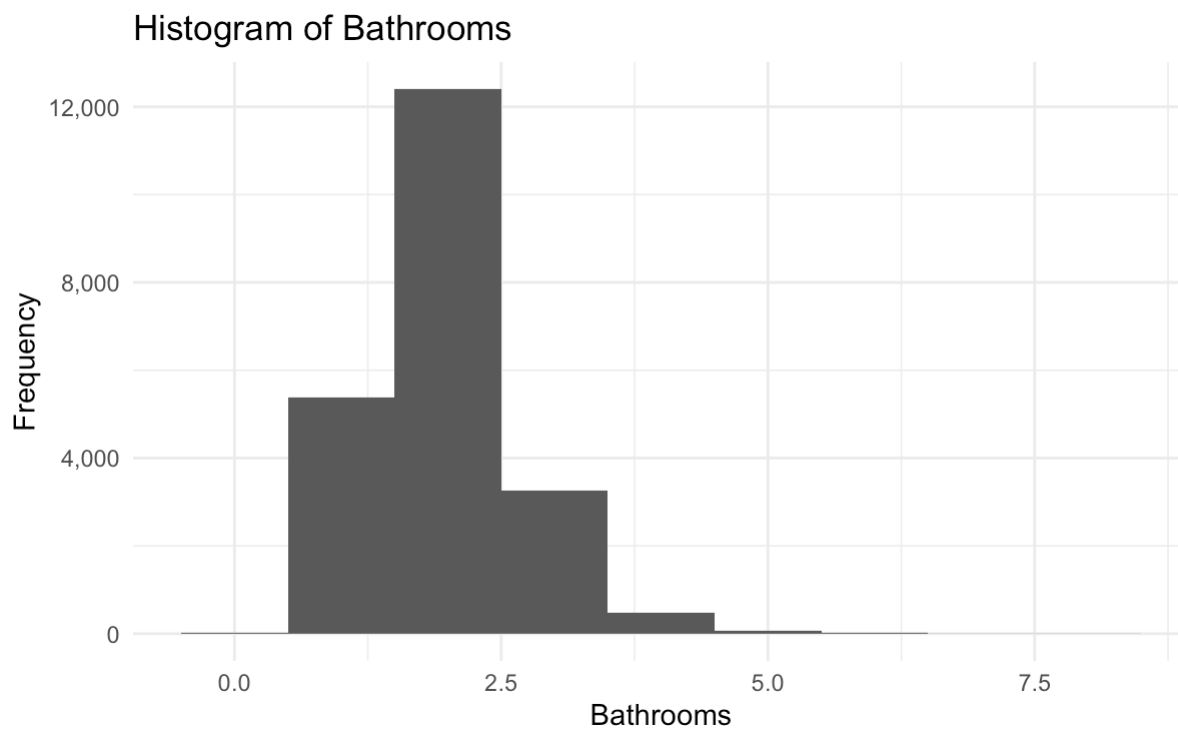 Histogram of Bathrooms
12,000
8,000
4,000
0
Frequency
0.0 2.5 5.0 7.5
Bathrooms